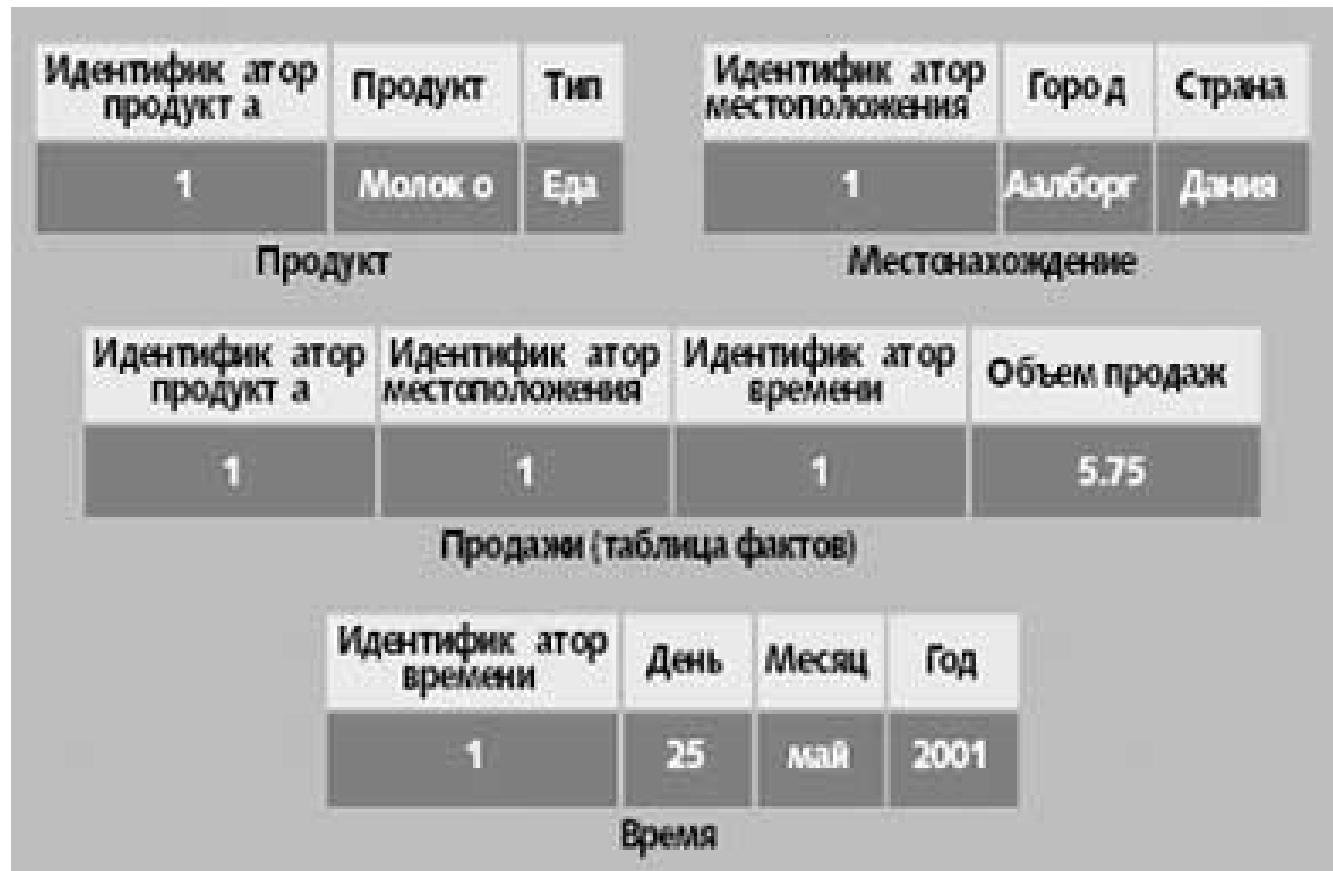 Идентифик атор продукт а
Продукт
Тип
1
Молок о
Еда
Продукт
Идентифик атор местоположения
Горо д
Страна
1
Аалборг
Дания
Местонахождение
Идентифик атор продукт а
Идентифик атор местоположения
Идентифик атор времени
Объем продаж
1
1
1
5.75
Продажи (таблица фактов)
Идентифик атор времени
День
Месяц
Год
1
25
май
2001
Время